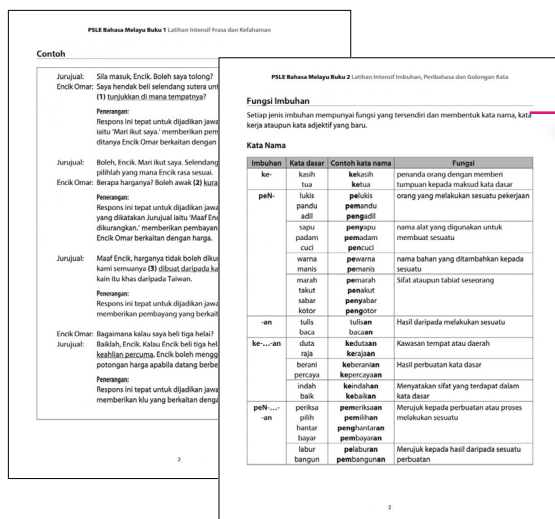 PSLE Bahasa Melayu Buku 1 Latihan Intensif Frasa dan Kefahaman
Contoh
Jurujual: Sila masuk, Encik. Boleh saya tolong?
Encik Omar: Saya hendak beli selendang sutera unt
(1) tunjukkan di mana tempatnya?
Penerangan:
Respons ini tepat untuk dijadikan jawa
iaitu 'Mari ikut saya.' memberikan pem
ditanya Encik Omar berkaitan dengan
Jurujual: Boleh, Encik. Mari ikut saya. Selendang
pilihlah yang mana Encik rasa sesuai.
Encik Omar: Berapa harganya? Boleh awak (2) kura
Penerangan:
Respons ini tepat untuk dijadikan jawa
yang dikatakan Jurujual iaitu 'Maaf Enc
dikurangkan.' memberikan pembayan
Encik Omar berkaitan dengan harga.
Jurujual: Maaf Encik, harganya tidak boleh diku
kami semuanya (3) dibuat daripada ka
kain itu khas daripada Taiwan.
Penerangan:
Respons ini tepat untuk dijadikan jawa
memberikan pembayang yang berkait
Encik Omar: Bagaimana kalau saya beli tiga helai?
Jurujual: Baiklah, Encik. Kalau Encik beli tiga hel
keahlian percuma. Encik boleh mengg
potongan harga apabila datang berbe
Penerangan:
Respons ini tepat untuk dijadikan jawa
memberikan klu yang berkaitan denga
2
PSLE Bahasa Melayu Buku 2 Latihan Intensif Imbuhan, Peribahasa dan Golongan Kata
Fungsi Imbuhan
Setiap jenis imbuhan mempunyai fungsi yang tersendiri dan membentuk kata nama, kata
kerja ataupun kata adjektif yang baru.
Kata Nama
Imbuhan Kata dasar Contoh kata nama Fungsi
ke- kasih kekasih penanda orang dengan memberi
tua ketua tumpuan kepada maksud kata dasar
peN- lukis pelukis orang yang melakukan sesuatu pekerjaan
pandu pemandu
adil pengadil
sapu penyapu nama alat yang digunakan untuk
padam pemadam membuat sesuatu
cuci pencuci
warna pewarna nama bahan yang ditambahkan kepada
manis pemanis sesuatu
marah pemarah Sifat ataupun tabiat seseorang
takut penakut
sabar penyabar
kotor pengotor
-an tulis tulisan Hasil daripada melakukan sesuatu
baca bacaan
ke-...-an duta kedutaan Kawasan tempat atau daerah
raja kerajaan
berani keberanian Hasil perbuatan kata dasar
percaya kepercayaan
indah keindahan Menyatakan sifat yang terdapat dalam
baik kebaikan kata dasar
peN-...- periksa pemeriksaan Merujuk kepada perbuatan atau proses
-an pilih pemilihan melakukan sesuatu
hantar penghantaran
bayar pembayaran
labur pelaburan Merujuk kepada hasil daripada sesuatu
bangun pembangunan perbuatan
2